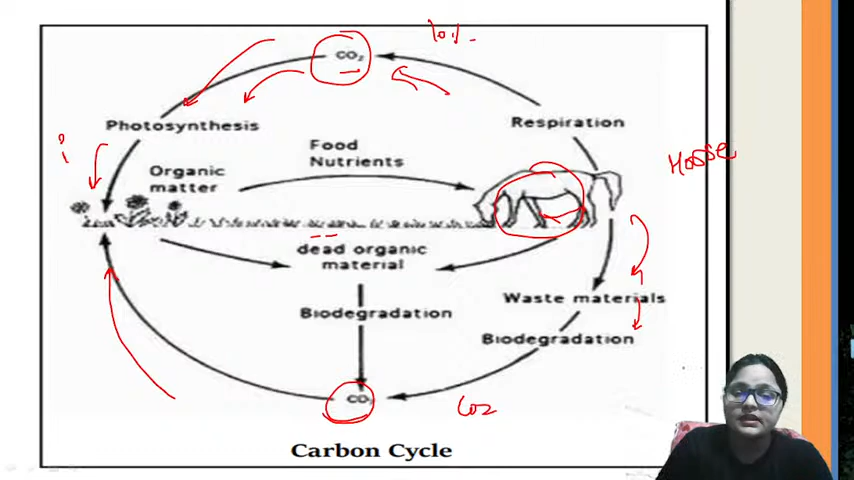 CO₂
Photosynthesis
Respiration
Food
Nutrients
Organic
matter
Horse
dead organic
material
Waste materials
Biodegradation
Biodegradation
CO₂
Co2
Carbon Cycle